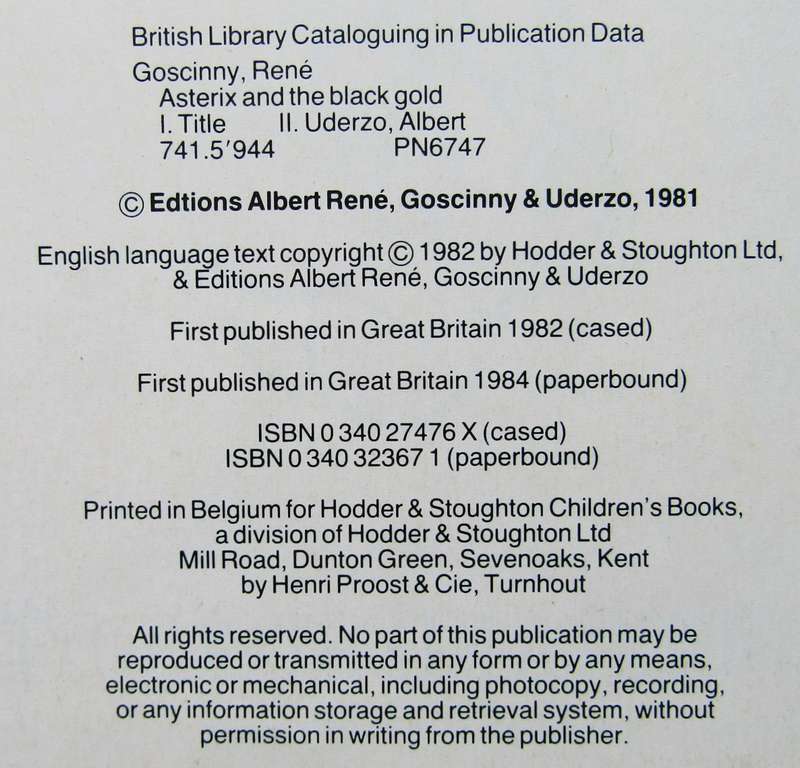 British Library Cataloguing in Publication Data
Goscinny, René
Asterix and the black gold
I. Title II. Uderzo, Albert
741.5'944 PN6747
© Edtions Albert René, Goscinny & Uderzo, 1981
English language text copyright © 1982 by Hodder & Stoughton Ltd,
& Editions Albert René, Goscinny & Uderzo
First published in Great Britain 1982 (cased)
First published in Great Britain 1984 (paperbound)
ISBN 0 340 27476 X (cased)
ISBN 0 340 32367 1 (paperbound)
Printed in Belgium for Hodder & Stoughton Children's Books,
a division of Hodder & Stoughton Ltd
Mill Road, Dunton Green, Sevenoaks, Kent
by Henri Proost & Cie, Turnhout
All rights reserved. No part of this publication may be
reproduced or transmitted in any form or by any means,
electronic or mechanical, including photocopy, recording,
or any information storage and retrieval system, without
permission in writing from the publisher.